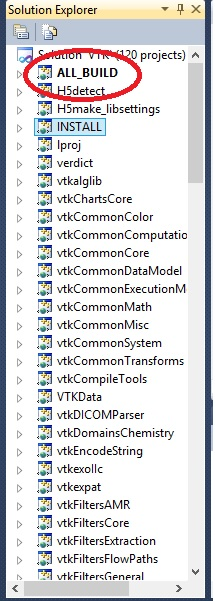 Solution Explorer
Solution 'VTK' (120 projects)
ALL_BUILD
H5detect
H5make_libsettings
INSTALL
lproj
verdict
vtkalglib
vtkChartsCore
vtkCommonColor
vtkCommonComputatio
vtkCommonCore
vtkCommonDataModel
vtkCommonExecutionM
vtkCommonMath
vtkCommonMisc
vtkCommonSystem
vtkCommonTransforms
vtkCompileTools
VTKData
vtkDICOMParser
vtkDomainsChemistry
vtkEncodeString
vtkexoIIc
vtkexpat
vtkFiltersAMR
vtkFiltersCore
vtkFiltersExtraction
vtkFiltersFlowPaths
vtkFiltersGeneral